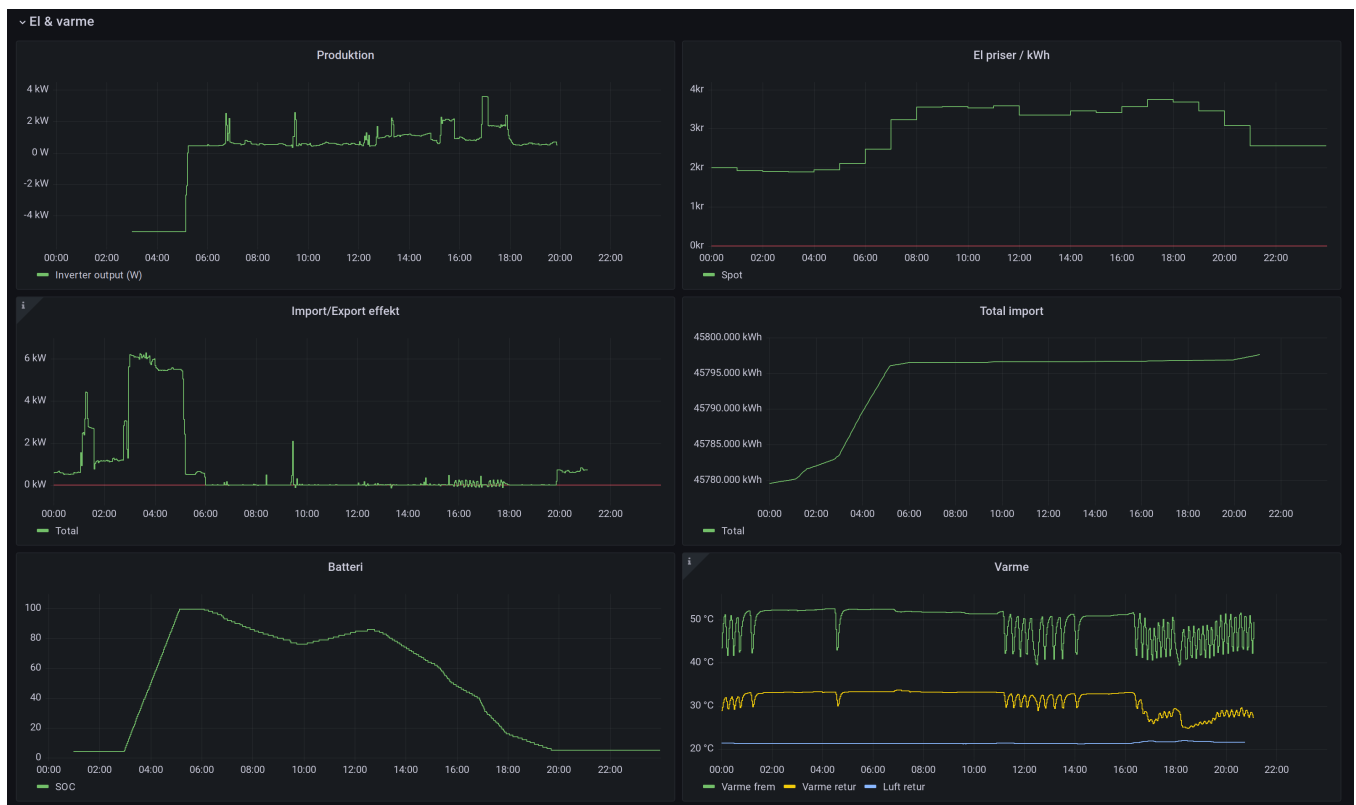 El & varme
Produktion
4 kW
2 kW
0 W
-2 kW
-4 kW
00:00 02:00 04:00 06:00 08:00 10:00 12:00 14:00 16:00 18:00 20:00 22:00
Inverter output (W)
El priser / kWh
4kr
3kr
2kr
1kr
0kr
00:00 02:00 04:00 06:00 08:00 10:00 12:00 14:00 16:00 18:00 20:00 22:00
Spot
i
Import/Export effekt
6 kW
4 kW
2 kW
0 kW
00:00 02:00 04:00 06:00 08:00 10:00 12:00 14:00 16:00 18:00 20:00 22:00
Total
Total import
45800.000 kWh
45795.000 kWh
45790.000 kWh
45785.000 kWh
45780.000 kWh
00:00 02:00 04:00 06:00 08:00 10:00 12:00 14:00 16:00 18:00 20:00 22:00
Total
Batteri
100
80
60
40
20
0
00:00 02:00 04:00 06:00 08:00 10:00 12:00 14:00 16:00 18:00 20:00 22:00
SOC
i
Varme
50 °C
40 °C
30 °C
20 °C
00:00 02:00 04:00 06:00 08:00 10:00 12:00 14:00 16:00 18:00 20:00 22:00
Varme frem Varme retur Luft retur